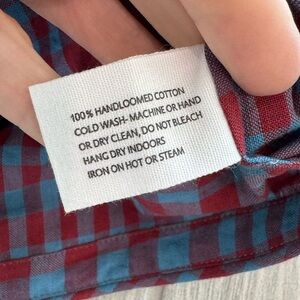 100% HANDLOOMED COTTON
COLD WASH- MACHINE OR HAND
OR DRY CLEAN, DO NOT BLEACH
HANG DRY INDOORS
IRON ON HOT OR STEAM